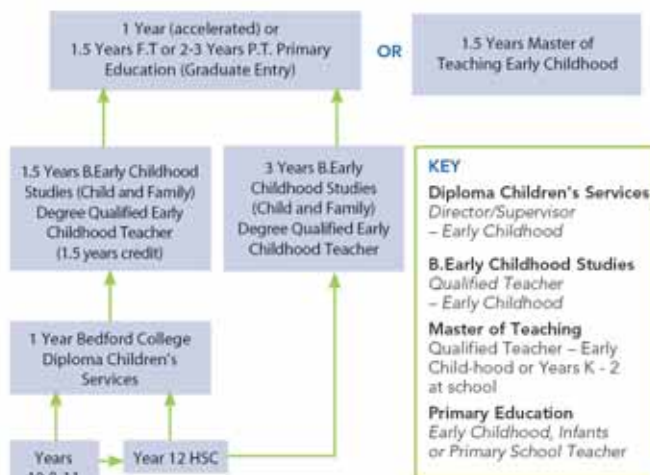 1 Year (accelerated) or
1.5 Years F.T or 2-3 Years P.T. Primary
Education (Graduate Entry)
OR
1.5 Years Master of
Teaching Early Childhood
1.5 Years B.Early Childhood
Studies (Child and Family)
Degree Qualified Early
Childhood Teacher
(1.5 years credit)
3 Years B.Early
Childhood Studies
(Child and Family)
Degree Qualified Early
Childhood Teacher
1 Year Bedford College
Diploma Children's
Services
Years
Year 12 HSC
KEY
Diploma Children's Services
Director/Supervisor
– Early Childhood
B.Early Childhood Studies
Qualified Teacher
– Early Childhood
Master of Teaching
Qualified Teacher – Early
Child-hood or Years K - 2
at school
Primary Education
Early Childhood, Infants
or Primary School Teacher